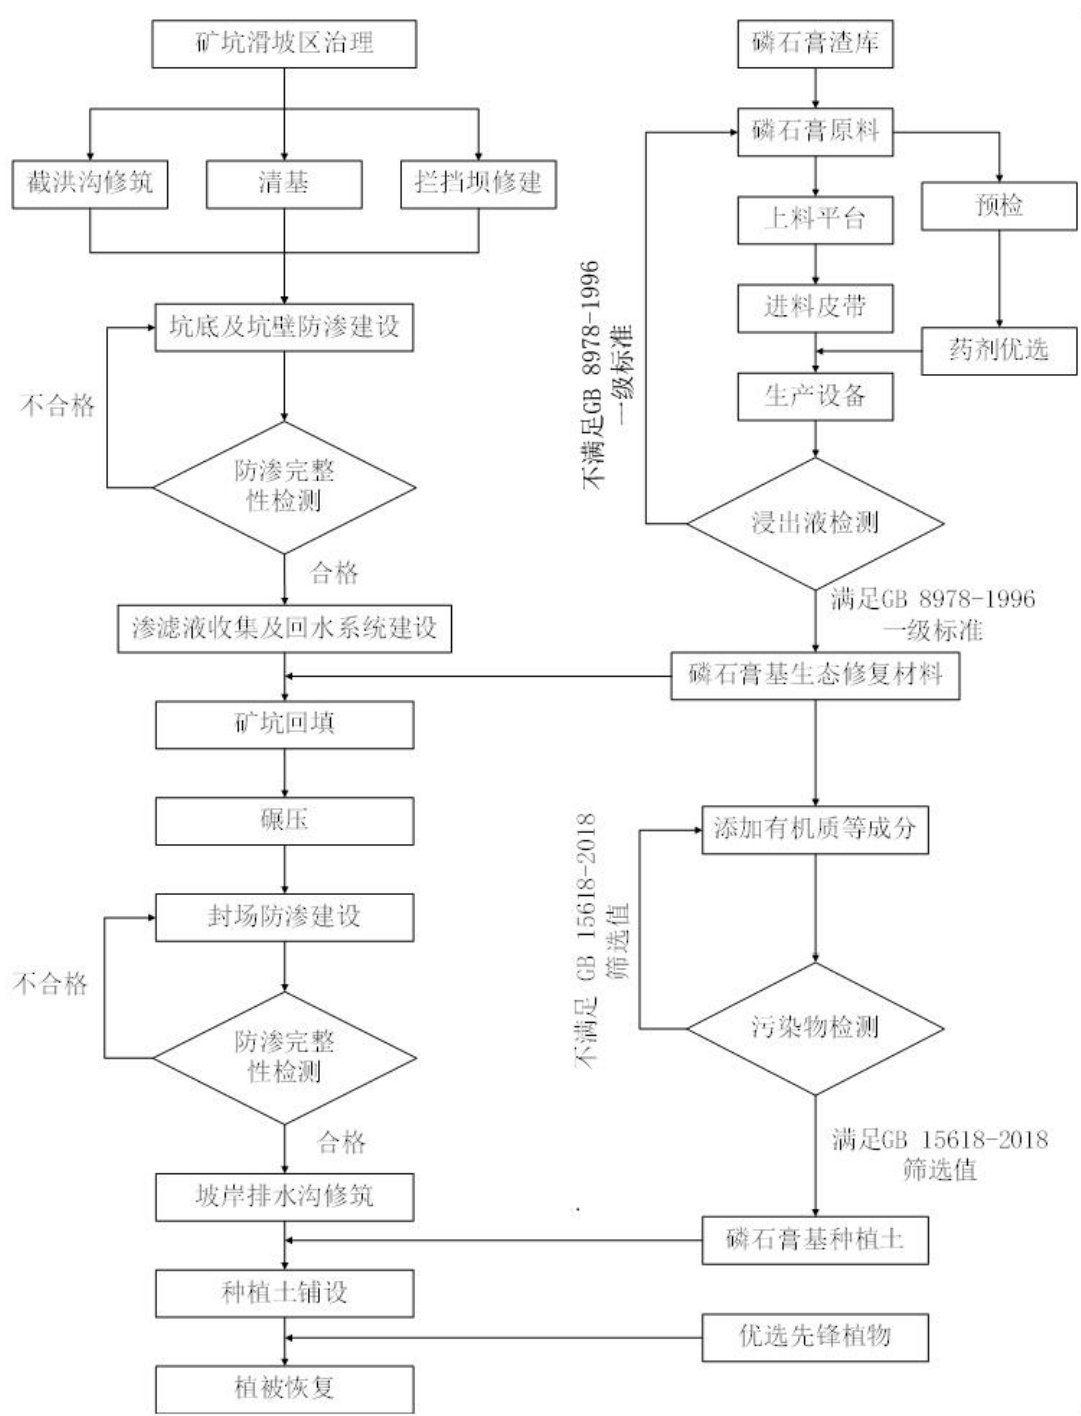 矿坑滑坡区治理
截洪沟修筑
清基
拦挡坝修建
坑底及坑壁防渗建设
不合格
防渗完整
性检测
合格
渗滤液收集及回水系统建设
矿坑回填
碾压
封场防渗建设
不合格
防渗完整
性检测
合格
坡岸排水沟修筑
种植土铺设
植被恢复
磷石膏渣库
磷石膏原料
上料平台
预检
进料皮带
药剂优选
生产设备
不满足GB 8978-1996
一级标准
浸出液检测
满足GB 8978-1996
一级标准
磷石膏基生态修复材料
添加有机质等成分
不满足 GB 15618-2018
筛选值
污染物检测
满足GB 15618-2018
筛选值
磷石膏基种植土
优选先锋植物